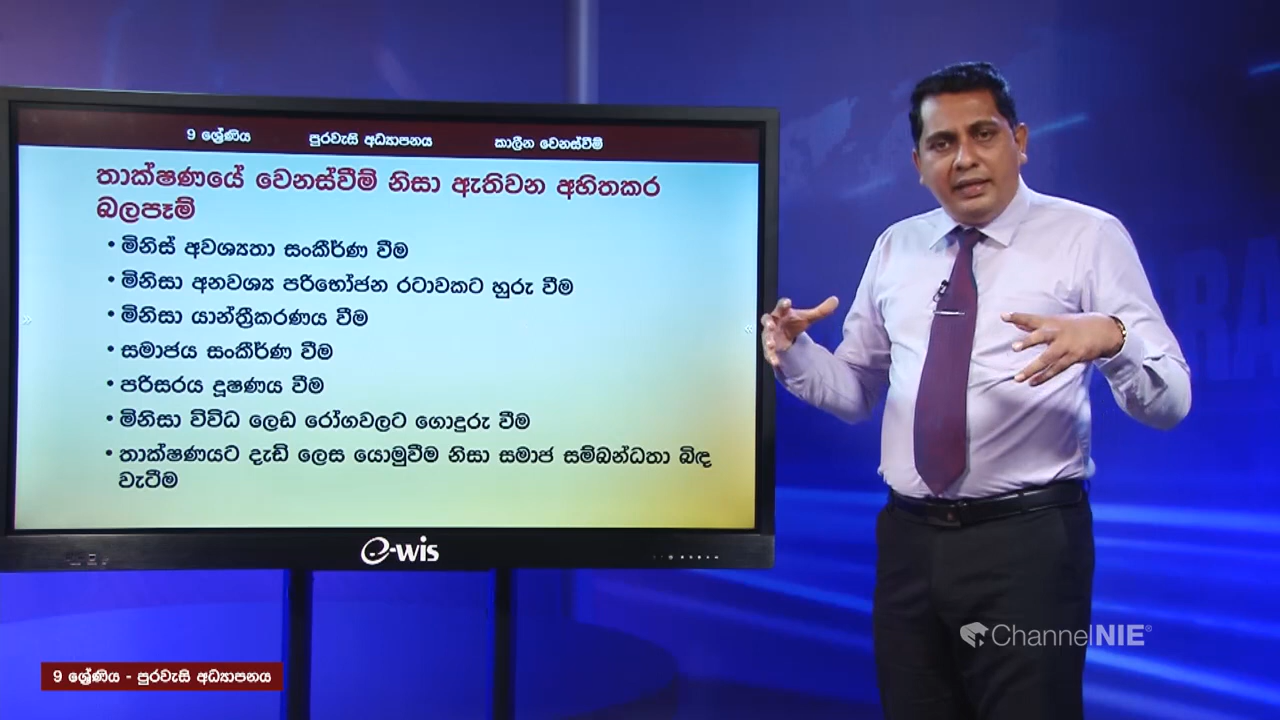 9 ශ්‍රේණිය පුරවැසි අධ්‍යාපනය කාලීන වෙනස්වීම්
තාක්ෂණයේ වෙනස්වීම් නිසා ඇතිවන අහිතකර
බලපෑම්
• මිනිස් අවශ්‍යතා සංකීර්ණ වීම
• මිනිසා අනවශ්‍ය පරිභෝජන රටාවකට හුරු වීම
• මිනිසා යාන්ත්‍රීකරණය වීම
• සමාජය සංකීර්ණ වීම
• පරිසරය දූෂණය වීම
• මිනිසා විවිධ ලෙඩ රෝගවලට ගොදුරු වීම
• තාක්ෂණයට දැඩි ලෙස යොමුවීම නිසා සමාජ සම්බන්ධතා බිඳ
වැටීම
e-wis
ChannelNIE®
9 ශ්‍රේණිය - පුරවැසි අධ්‍යාපනය